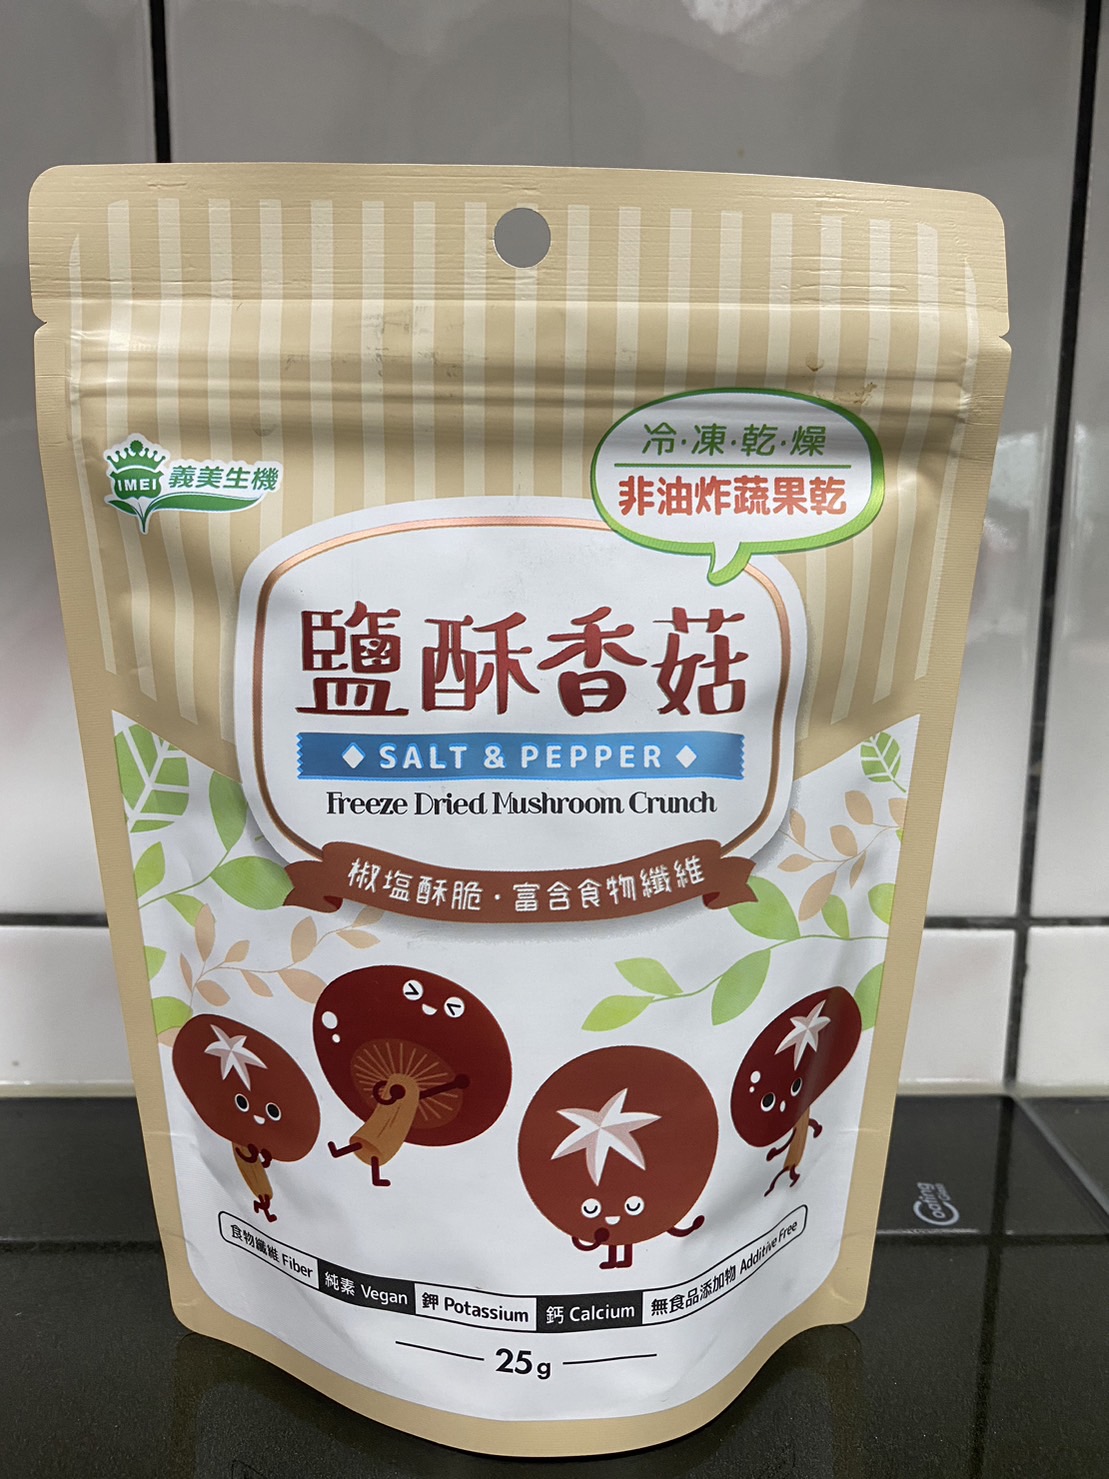 冷·凍·乾·燥
非油炸蔬果乾
IMEI 義美生機
鹽酥香菇
SALT & PEPPER
Freeze Dried Mushroom Crunch
椒塩酥脆·富含食物纖維
食物纖維 Fiber 純素 Vegan 鉀 Potassium 鈣 Calcium 無食品添加物 Additive Free
25g
Coating